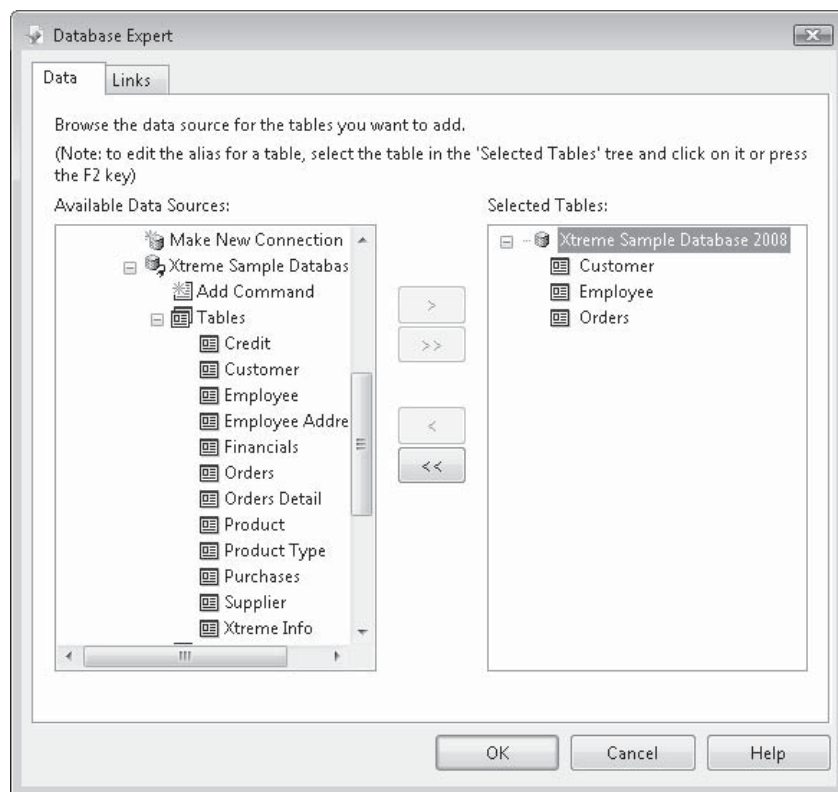 Database Expert
Data
Links
Browse the data source for the tables you want to add.
(Note: to edit the alias for a table, select the table in the 'Selected Tables' tree and click on it or press
the F2 key)
Available Data Sources:
Make New Connection
Xtreme Sample Databas
Add Command
Tables
Credit
Customer
Employee
Employee Addre
Financials
Orders
Orders Detail
Product
Product Type
Purchases
Supplier
Xtreme Info
>
>>
<
<<
Selected Tables:
Xtreme Sample Database 2008
Customer
Employee
Orders
OK
Cancel
Help